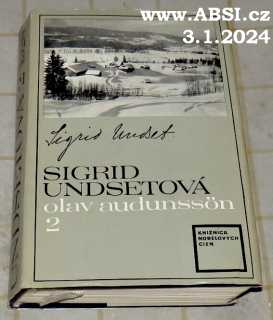 www.ABSI.cz
3.1.2024
Sigrid Undset.
SIGRID
UNDSETOVÁ
olav audunssön
2
KNIŽNICA
NOBELOVÝCH
CIEN